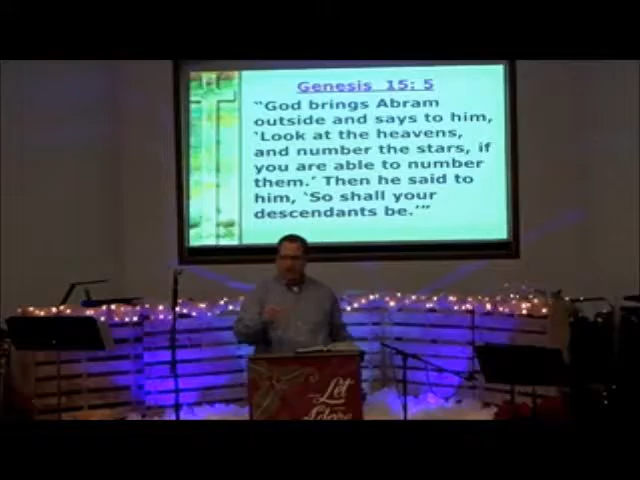 Genesis 15: 5
“God brings Abram
outside and says to him,
‘Look at the heavens,
and number the stars, if
you are able to number
them.’ Then he said to
him, ‘So shall your
descendants be.’”
Let
Adore